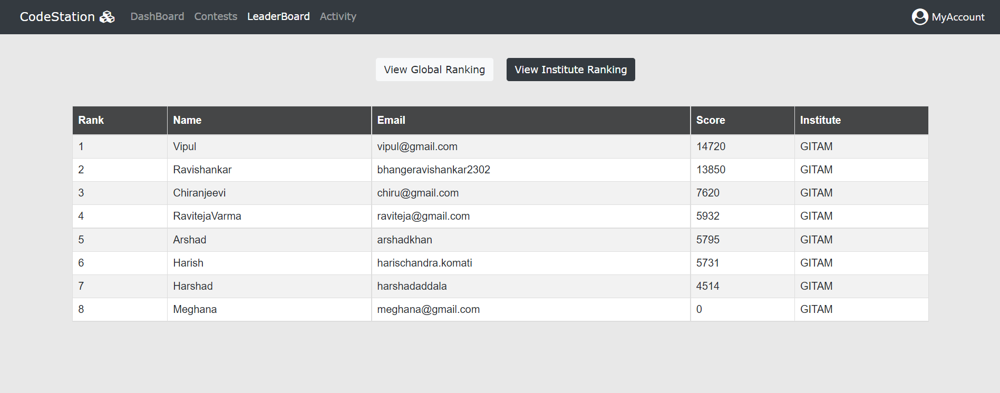 CodeStation DashBoard Contests LeaderBoard Activity MyAccount
View Global Ranking View Institute Ranking
Rank Name Email Score Institute
1 Vipul vipul@gmail.com 14720 GITAM
2 Ravishankar bhangeravishankar2302 13850 GITAM
3 Chiranjeevi chiru@gmail.com 7620 GITAM
4 RavitejaVarma raviteja@gmail.com 5932 GITAM
5 Arshad arshadkhan 5795 GITAM
6 Harish harischandra.komati 5731 GITAM
7 Harshad harshadaddala 4514 GITAM
8 Meghana meghana@gmail.com 0 GITAM